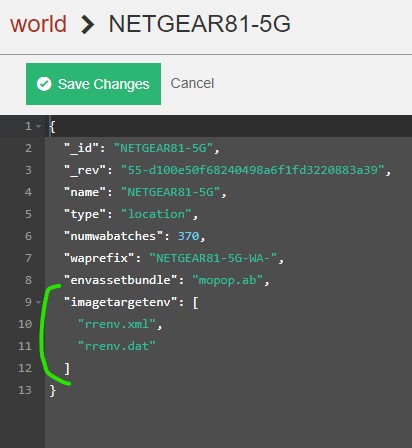 world > NETGEAR81-5G
Save Changes Cancel
1 {
2 "_id": "NETGEAR81-5G",
3 "_rev": "55-d100e50f68240498a6f1fd3220883a39",
4 "name": "NETGEAR81-5G",
5 "type": "location",
6 "numwabatches": 370,
7 "waprefix": "NETGEAR81-5G-WA-",
8 "envassetbundle": "mopop.ab",
9 "imagetargetenv": [
10 "rrenv.xml",
11 "rrenv.dat"
12 ]
13 }